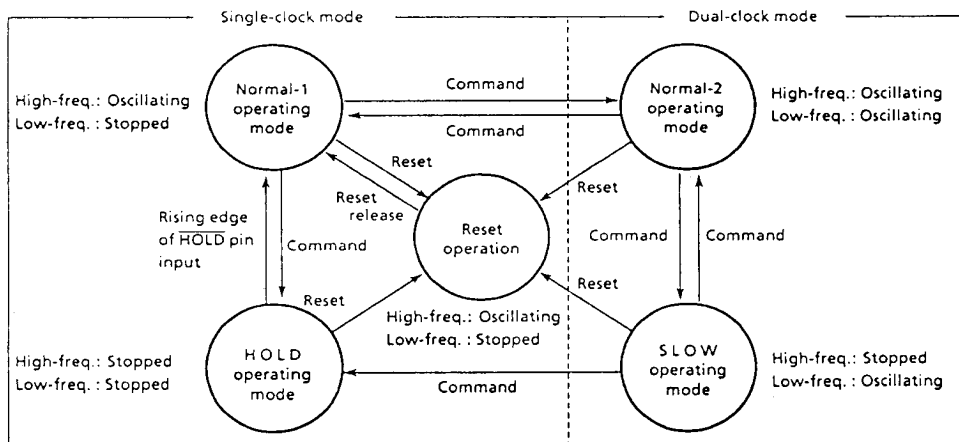 Single-clock mode
Dual-clock mode
Normal-1
operating
mode
High-freq.: Oscillating
Low-freq. : Stopped
Command
Command
Normal-2
operating
mode
High-freq.: Oscillating
Low-freq. : Oscillating
Reset
Reset
release
Reset
Reset
operation
Rising edge
of HOLD pin
input
Command
Command
Command
Reset
Reset
High-freq.: Oscillating
Low-freq. : Stopped
HOLD
operating
mode
High-freq.: Stopped
Low-freq. : Stopped
Command
SLOW
operating
mode
High-freq.: Stopped
Low-freq. : Oscillating